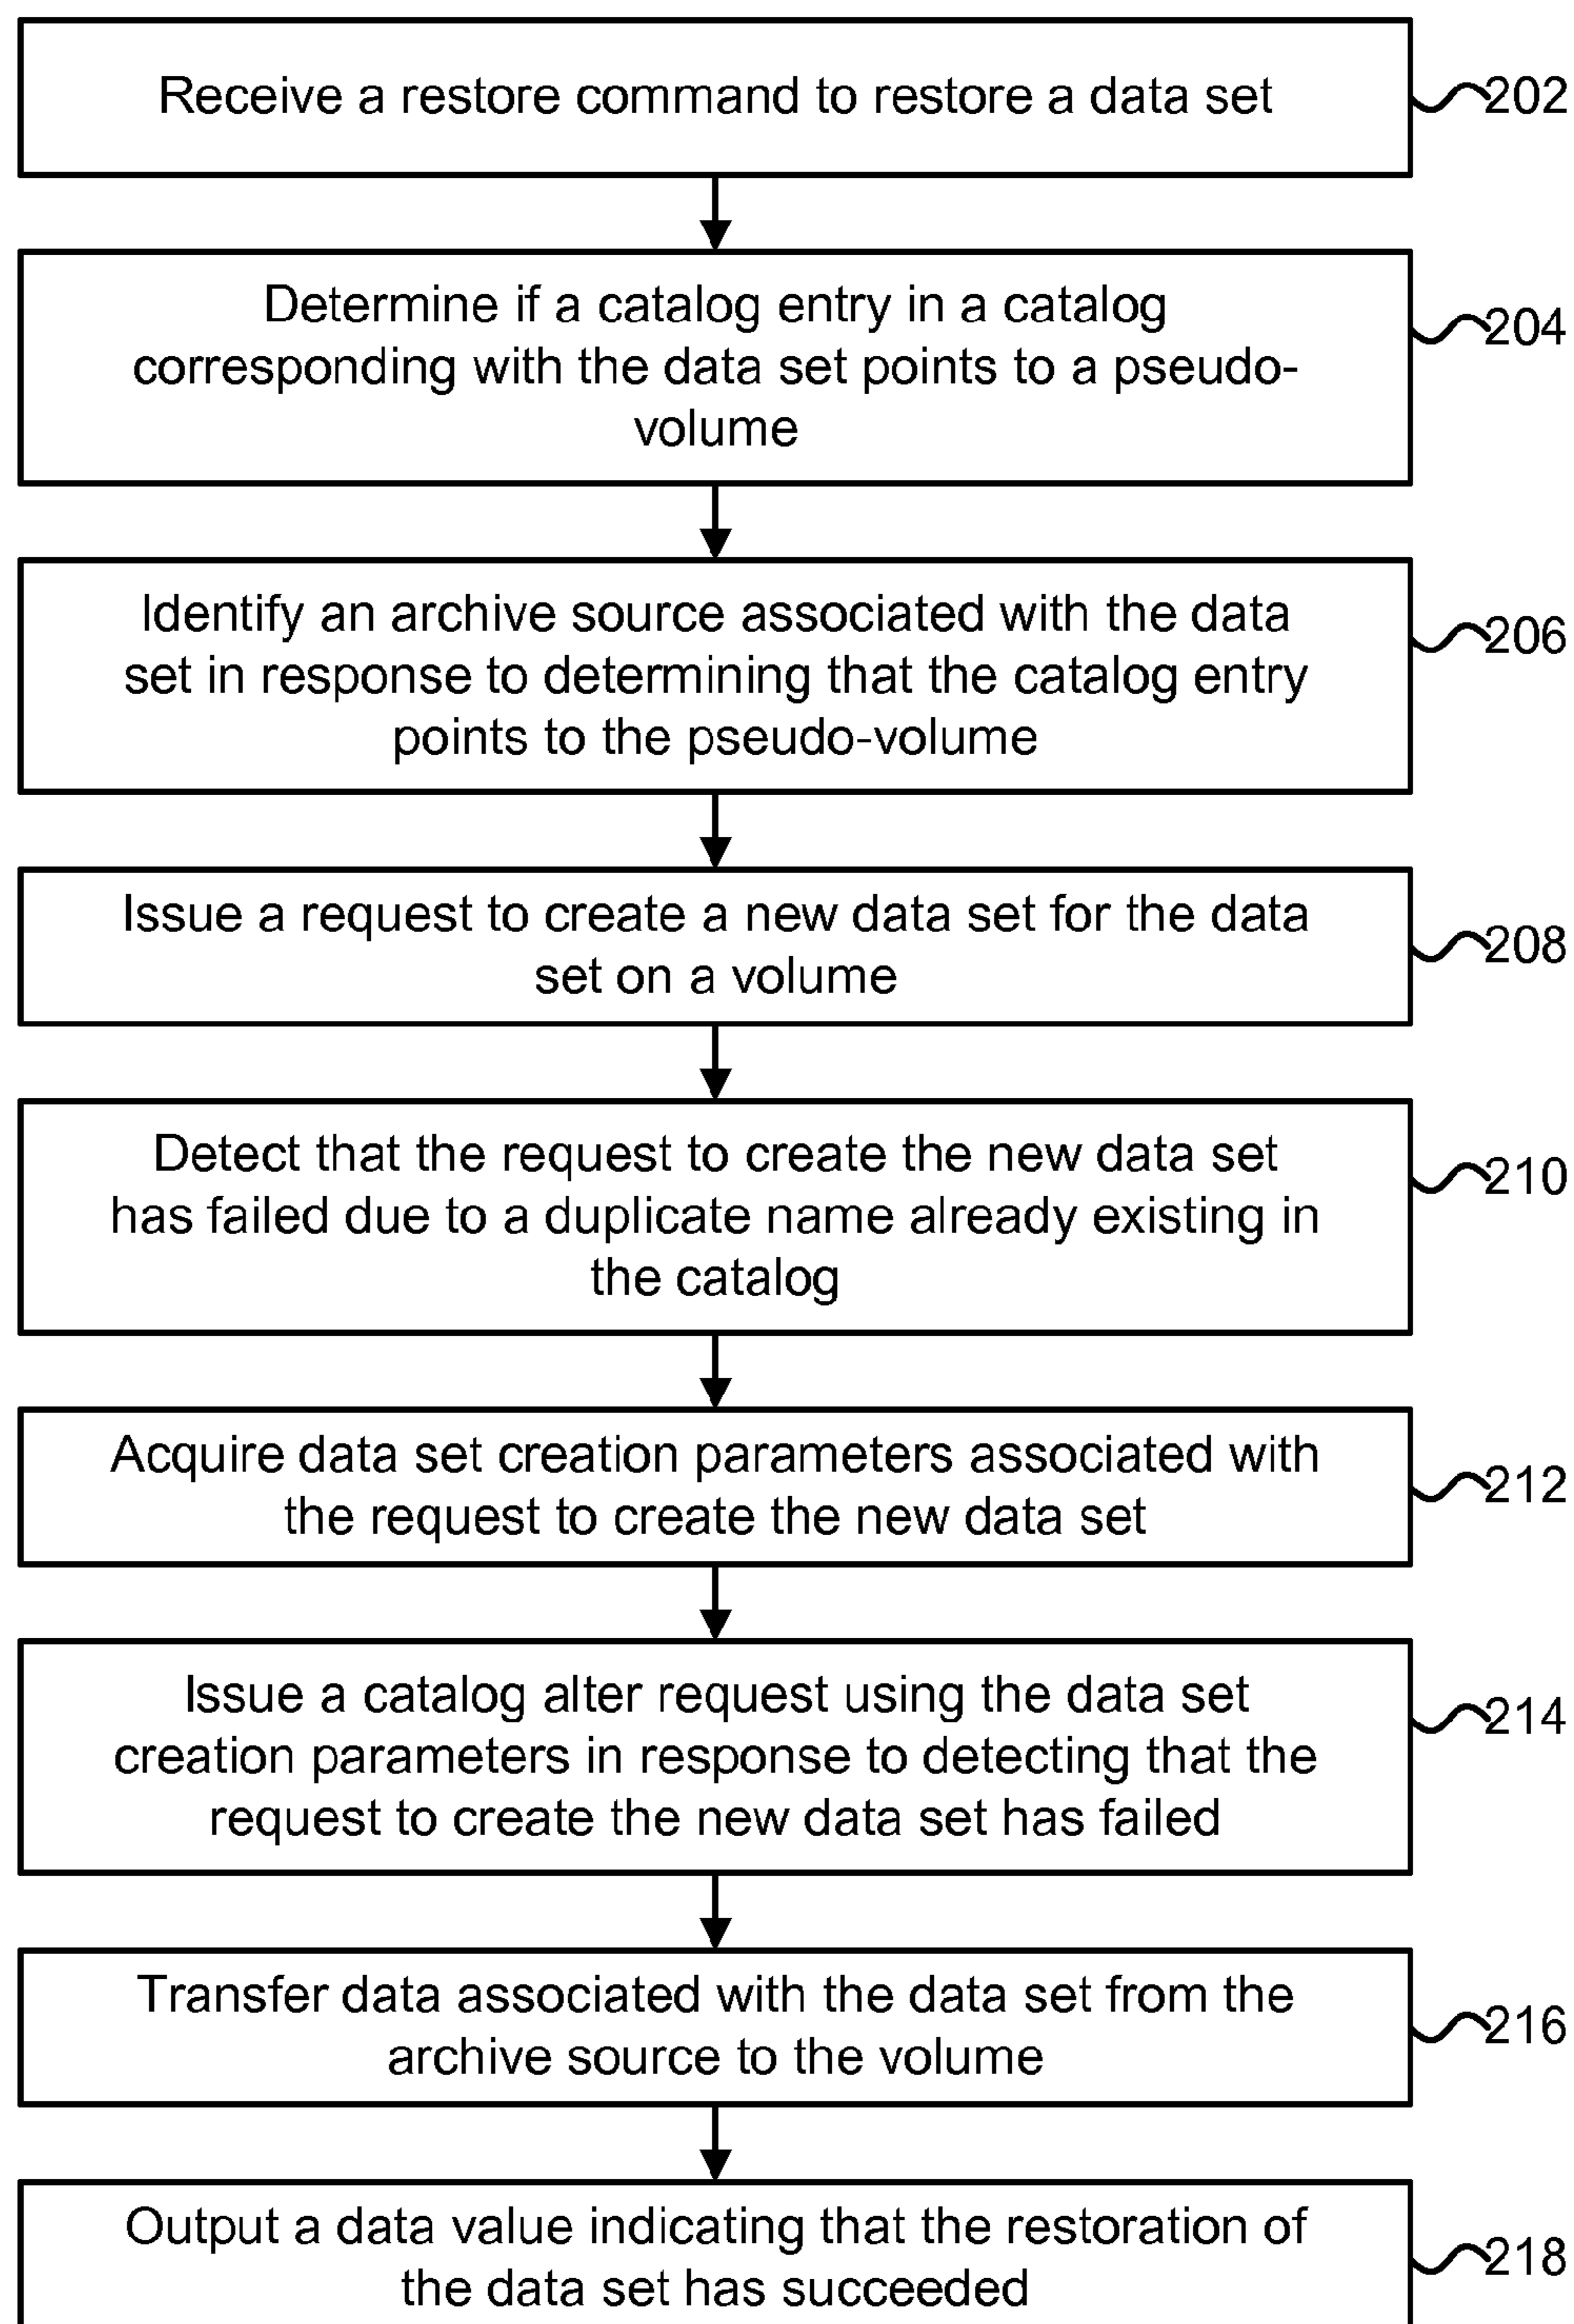 Receive a restore command to restore a data set
202
Determine if a catalog entry in a catalog
corresponding with the data set points to a pseudo-
volume
204
Identify an archive source associated with the data
set in response to determining that the catalog entry
points to the pseudo-volume
206
Issue a request to create a new data set for the data
set on a volume
208
Detect that the request to create the new data set
has failed due to a duplicate name already existing in
the catalog
210
Acquire data set creation parameters associated with
the request to create the new data set
212
Issue a catalog alter request using the data set
creation parameters in response to detecting that the
request to create the new data set has failed
214
Transfer data associated with the data set from the
archive source to the volume
216
Output a data value indicating that the restoration of
the data set has succeeded
218